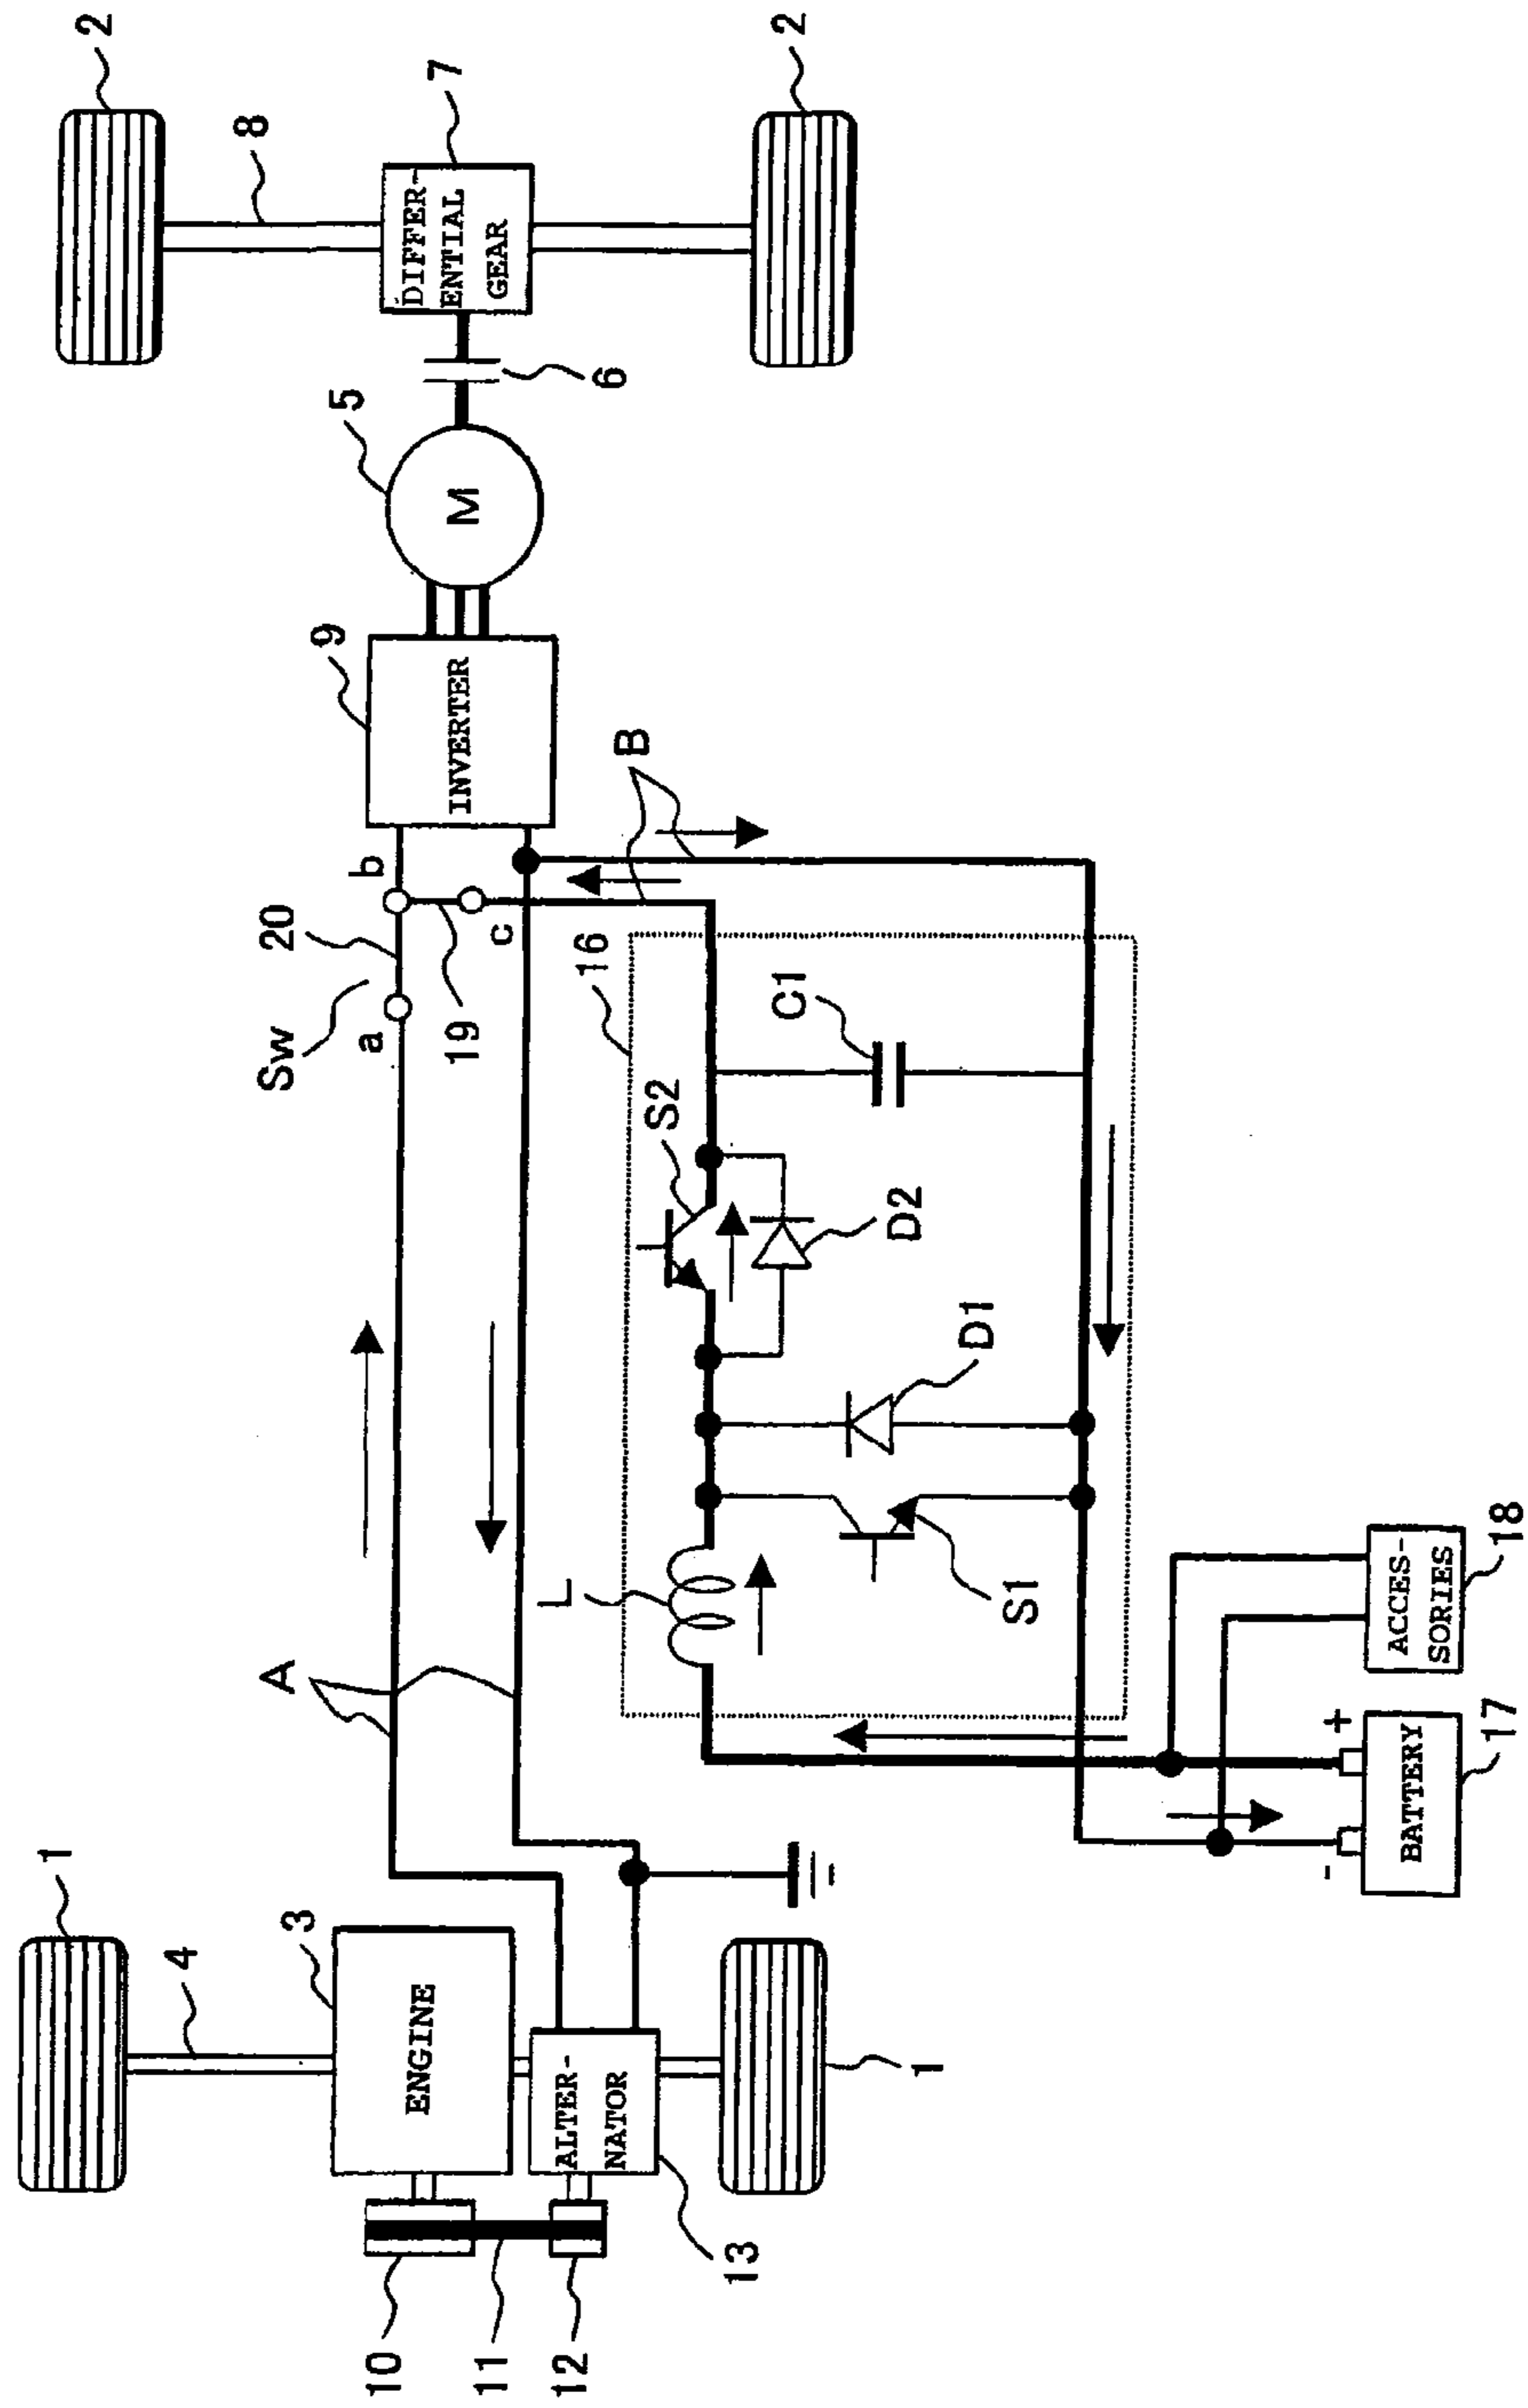 1
4
3
ENGINE
10
11
12
ALTER-
NATOR
13
1
A
Sw
20
a
b
c
19
9
INVERTER
5
M
6
7
DIFFER-
ENTIAL
GEAR
8
2
2
B
16
L
S2
D2
C1
D1
S1
+
-
BATTERY
17
ACCES-
SORIES
18